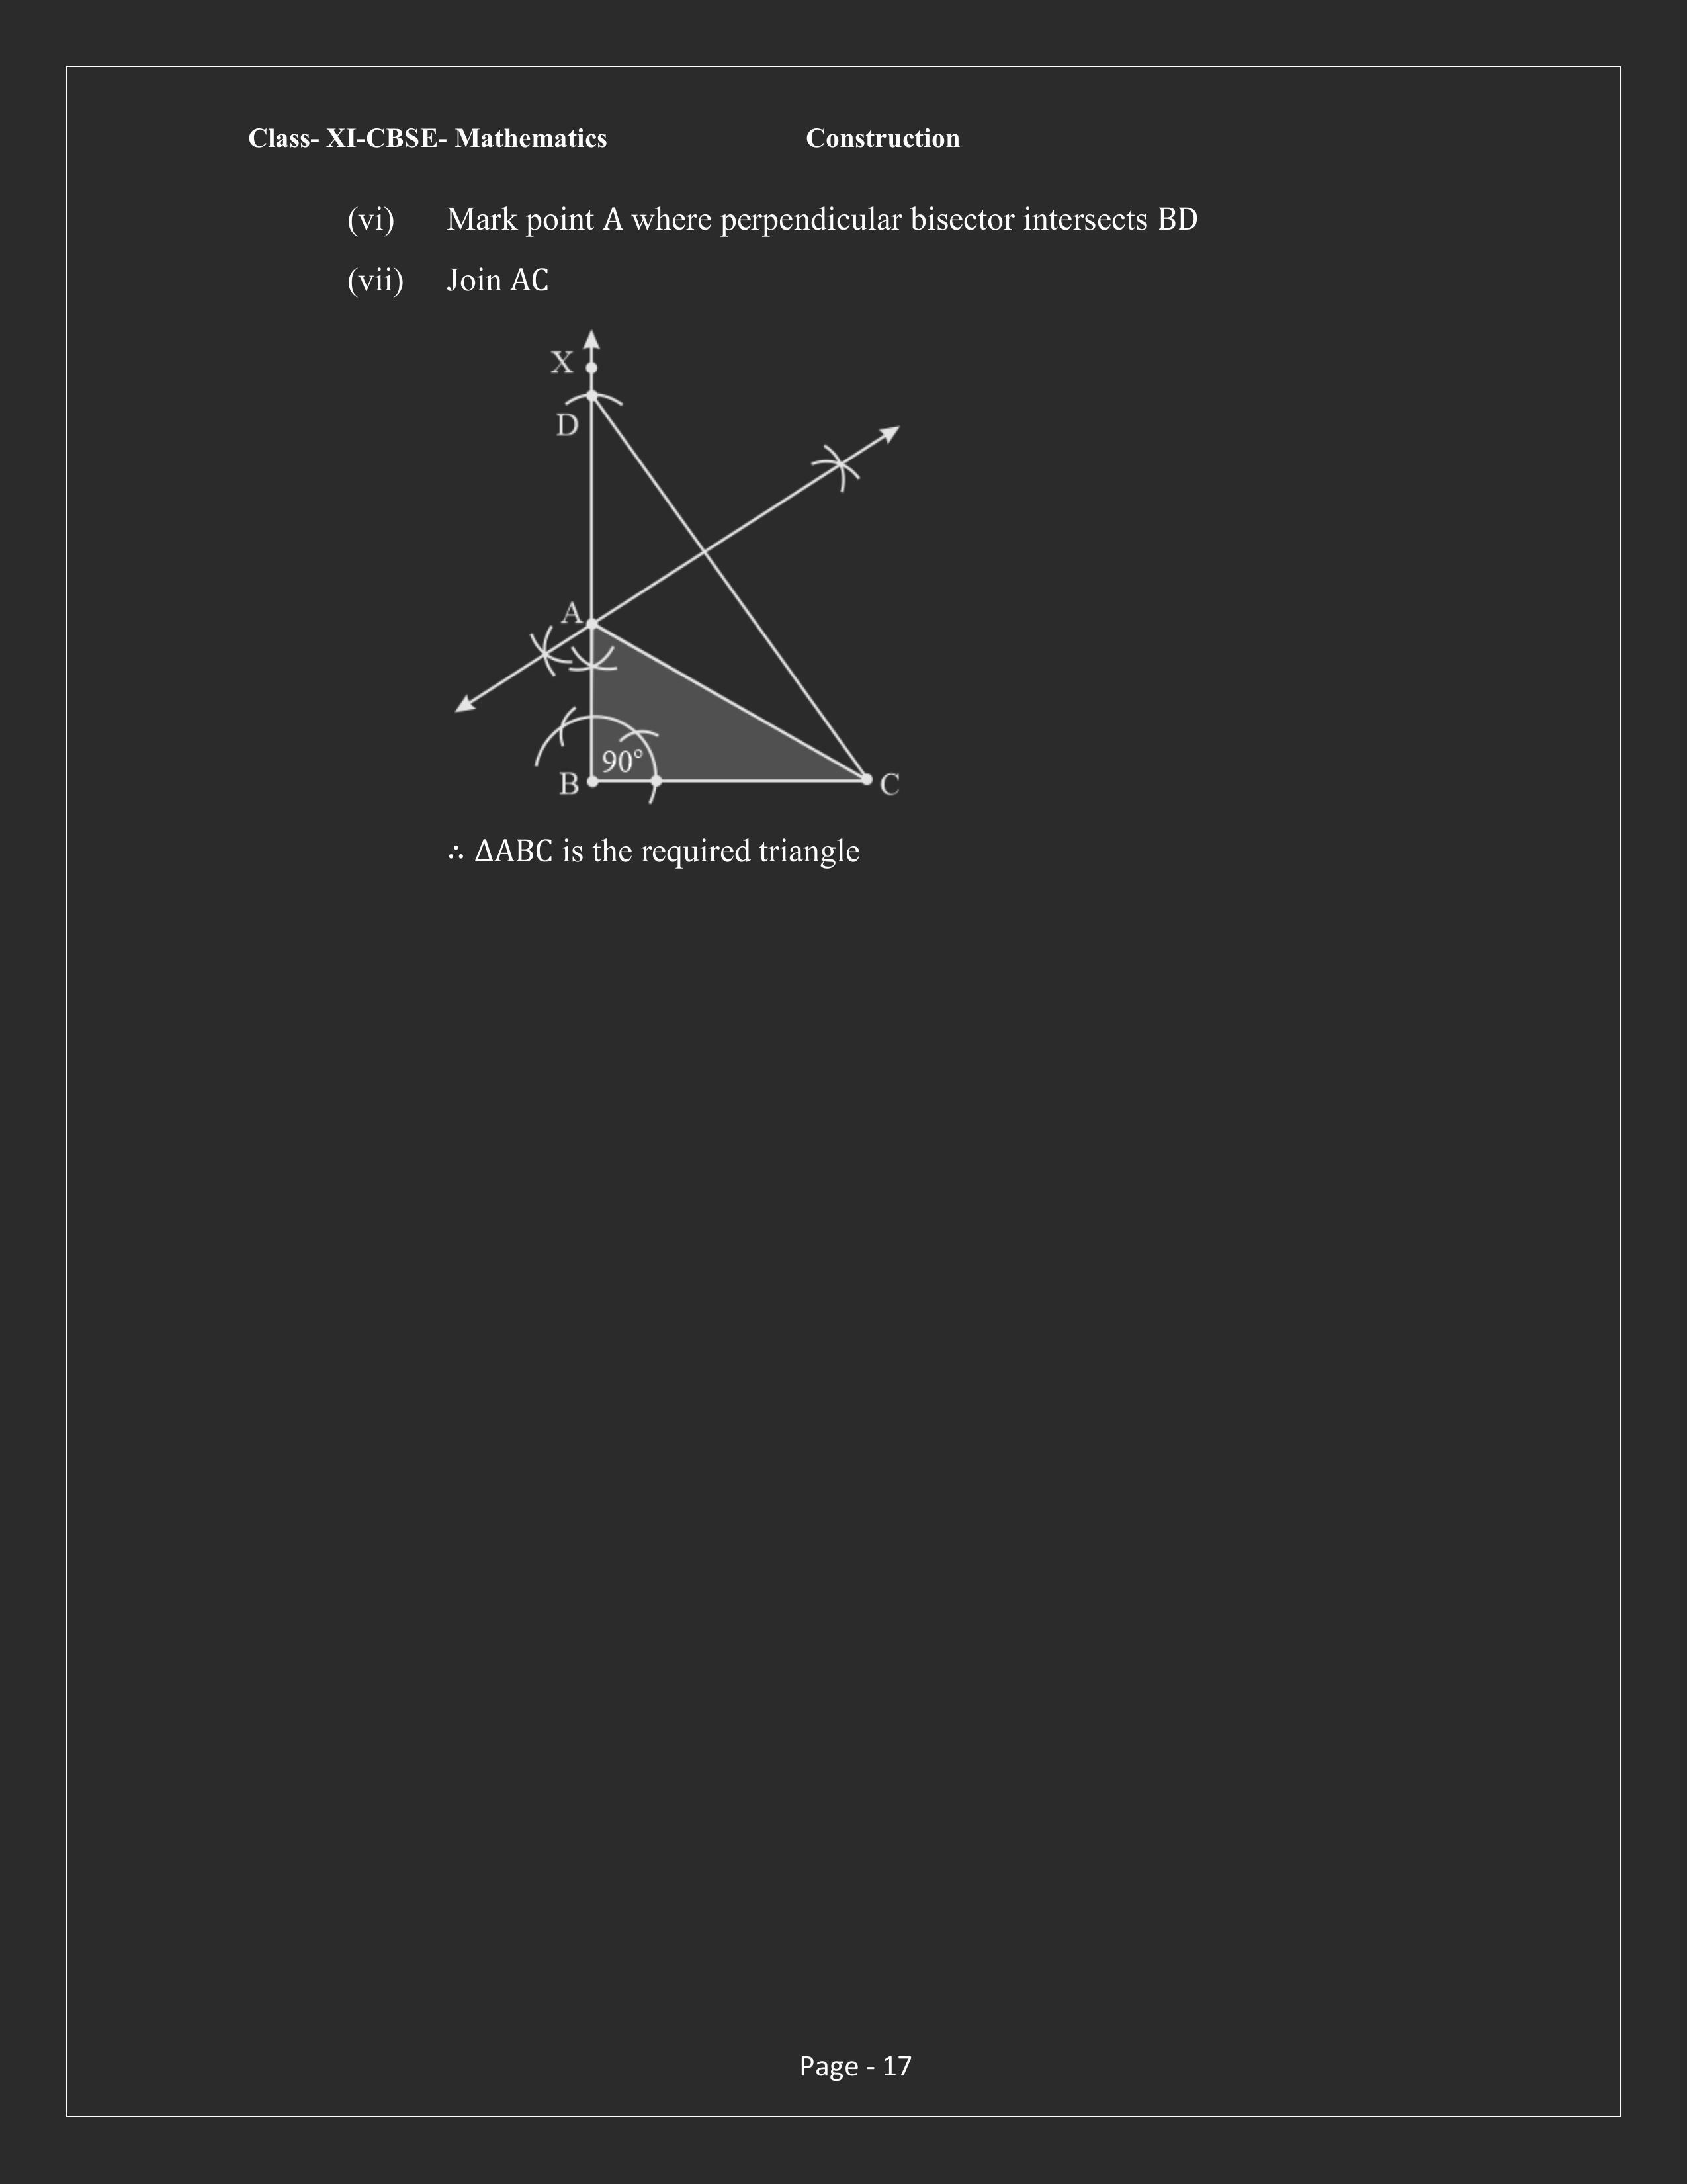 Class- XI-CBSE- Mathematics Construction
(vi) Mark point A where perpendicular bisector intersects BD
(vii) Join AC
X
D
A
90°
B
C
∴ ΔABC is the required triangle
Page - 17